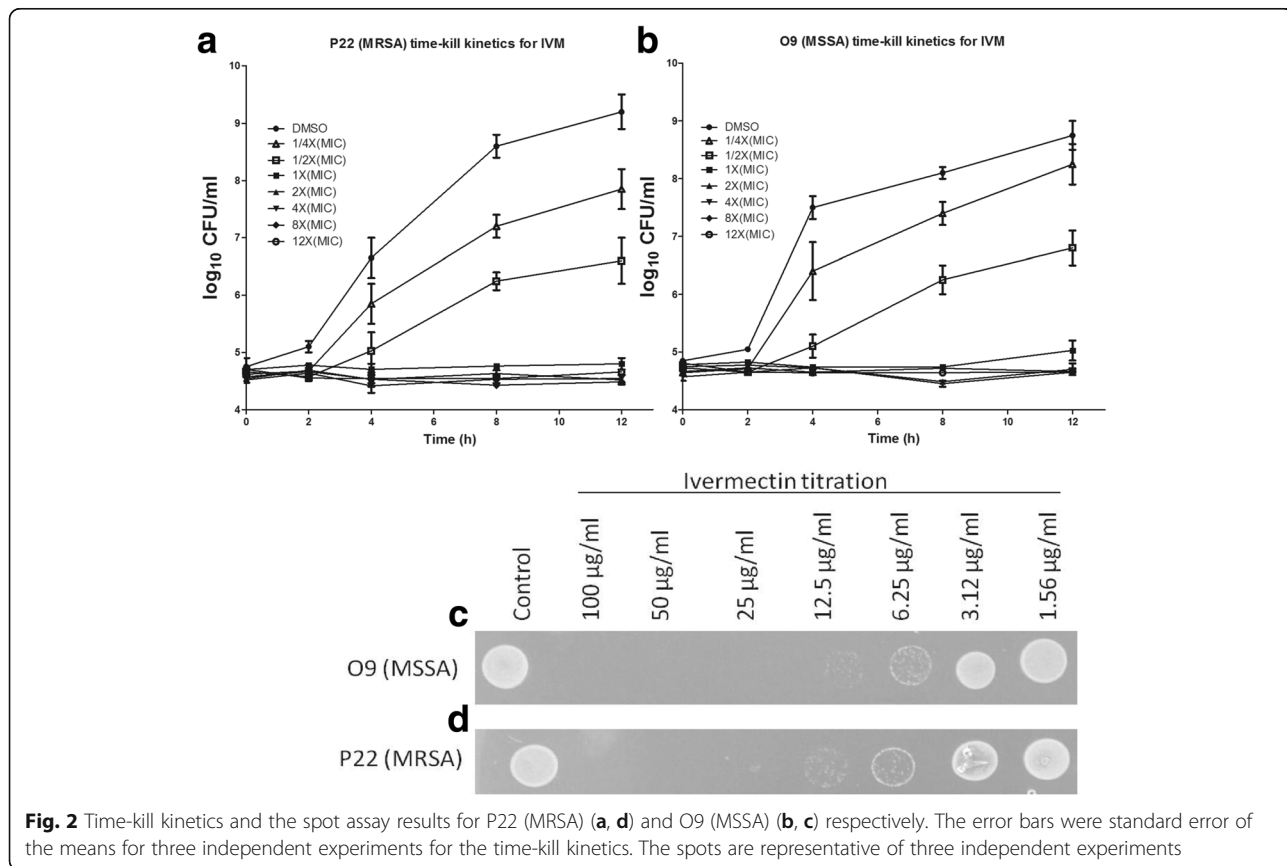 a
P22 (MRSA) time-kill kinetics for IVM
10
9
8
7
6
5
4
log10 CFU/ml
DMSO
1/4X(MIC)
1/2X(MIC)
1X(MIC)
2X(MIC)
4X(MIC)
8X(MIC)
12X(MIC)
0 2 4 6 8 10 12
Time (h)
b
O9 (MSSA) time-kill kinetics for IVM
10
9
8
7
6
5
4
log10 CFU/ml
DMSO
1/4X(MIC)
1/2X(MIC)
1X(MIC)
2X(MIC)
4X(MIC)
8X(MIC)
12X(MIC)
0 2 4 6 8 10 12
Time (h)
Ivermectin titration
Control
100 µg/ml
50 µg/ml
25 µg/ml
12.5 µg/ml
6.25 µg/ml
3.12 µg/ml
1.56 µg/ml
c
O9 (MSSA)
d
P22 (MRSA)
Fig. 2 Time-kill kinetics and the spot assay results for P22 (MRSA) (a, d) and O9 (MSSA) (b, c) respectively. The error bars were standard error of
the means for three independent experiments for the time-kill kinetics. The spots are representative of three independent experiments